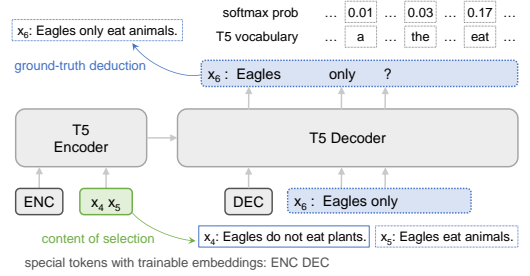 softmax prob … 0.01 … 0.03 … 0.17 …
x6: Eagles only eat animals.
T5 vocabulary … a … the … eat …
ground-truth deduction
x6 : Eagles only ?
T5 Encoder
T5 Decoder
ENC
x4 x5
DEC
x6 : Eagles only
content of selection
x4: Eagles do not eat plants.
x5: Eagles eat animals.
special tokens with trainable embeddings: ENC DEC